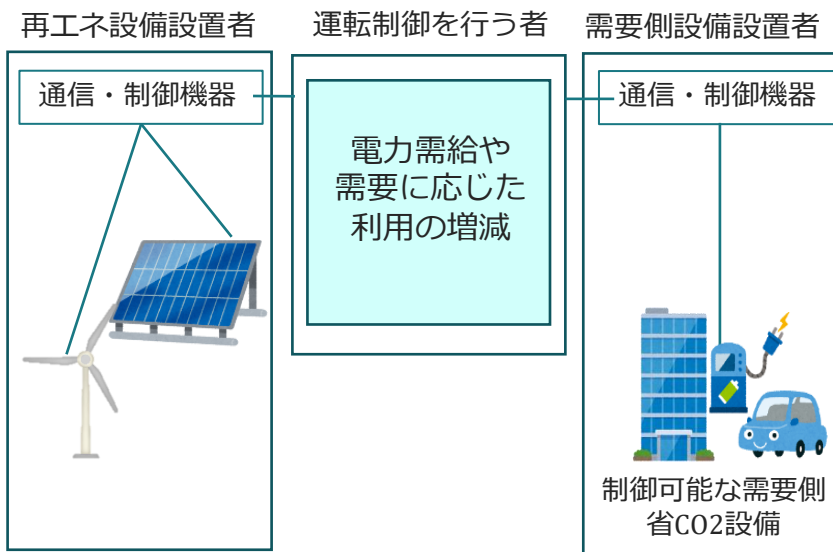 再エネ設備設置者
運転制御を行う者
需要側設備設置者
通信・制御機器
電力需給や
需要に応じた
利用の増減
通信・制御機器
制御可能な需要側
省CO2設備